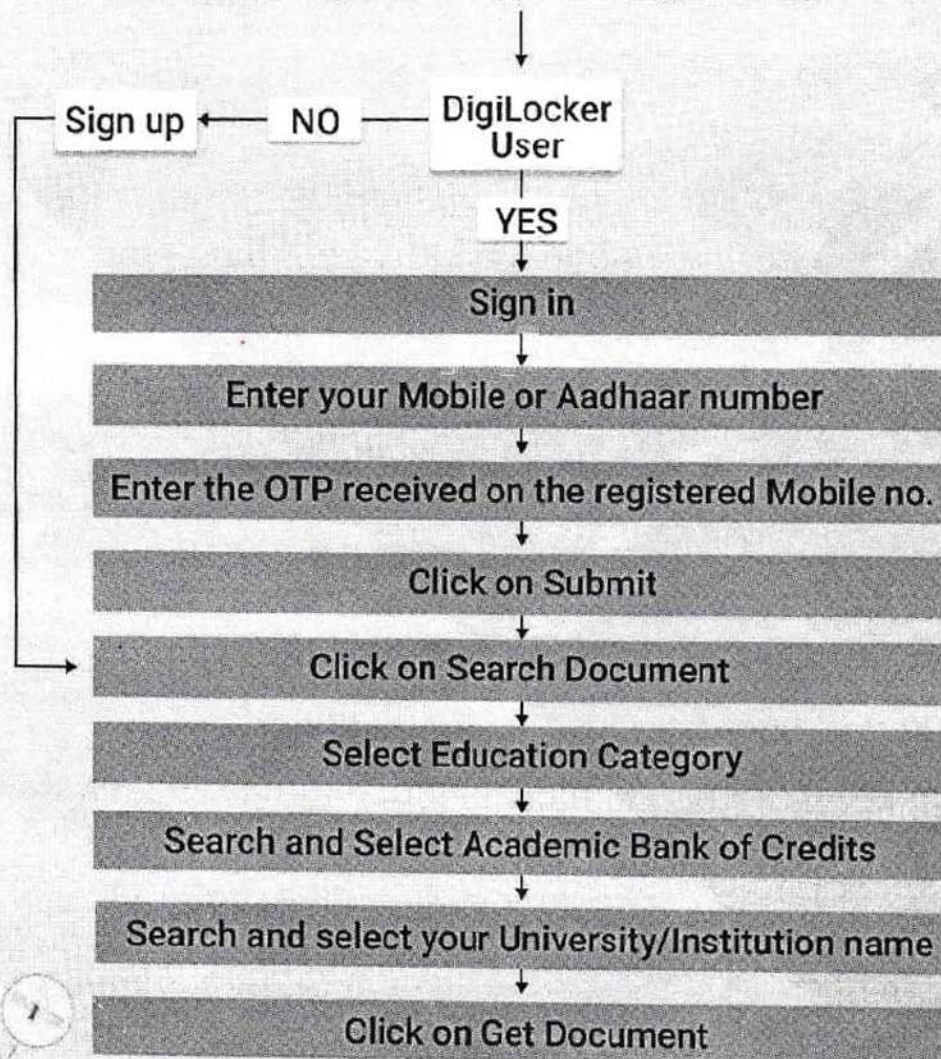 DigiLocker
User
NO
Sign up
YES
Sign in
Enter your Mobile or Aadhaar number
Enter the OTP received on the registered Mobile no.
Click on Submit
Click on Search Document
Select Education Category
Search and Select Academic Bank of Credits
Search and select your University/Institution name
Click on Get Document